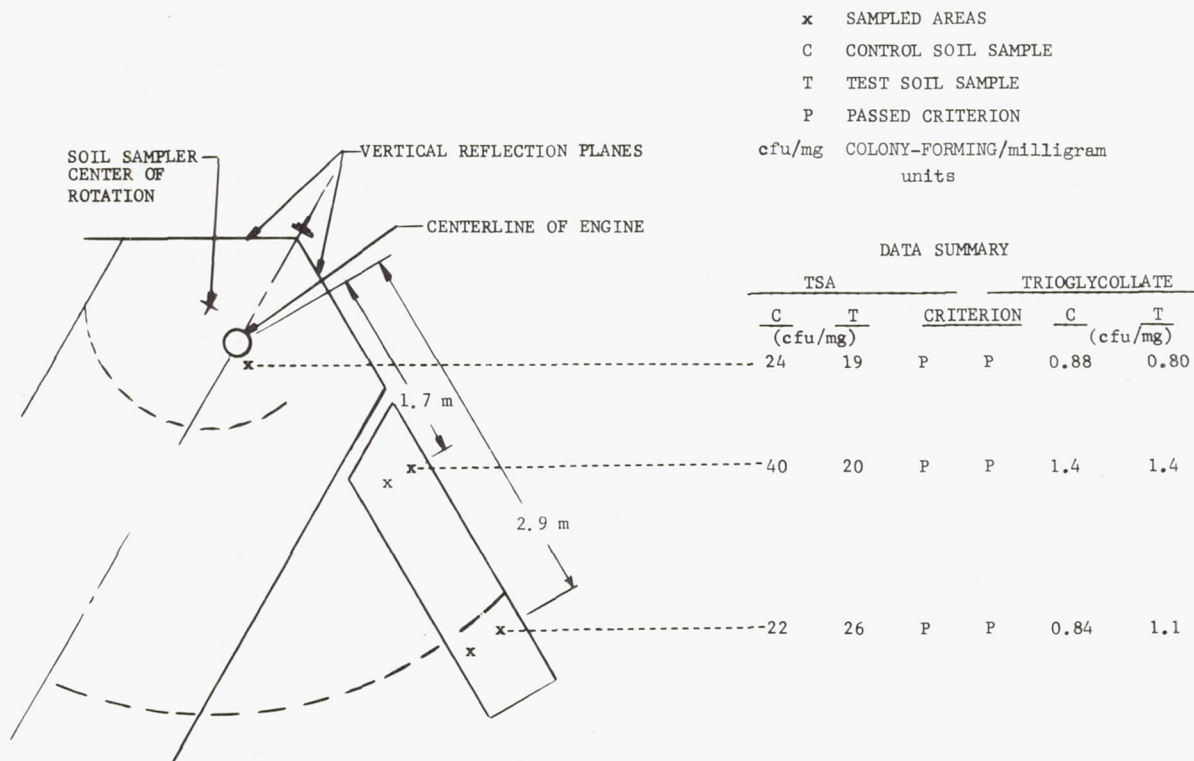 x SAMPLED AREAS
C CONTROL SOIL SAMPLE
T TEST SOIL SAMPLE
P PASSED CRITERION
cfu/mg COLONY-FORMING/milligram
units
SOIL SAMPLER
CENTER OF
ROTATION
VERTICAL REFLECTION PLANES
CENTERLINE OF ENGINE
DATA SUMMARY
TSA TRIOGLYCOLLATE
C T CRITERION C T
(cfu/mg) (cfu/mg)
x 24 19 P P 0.88 0.80
1.7 m
x 40 20 P P 1.4 1.4
x
2.9 m
x 22 26 P P 0.84 1.1
x